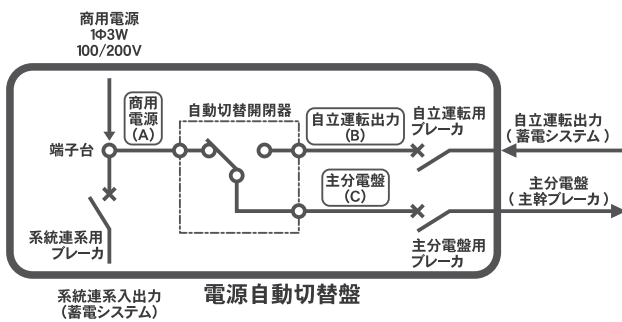 商用電源
1Φ3W
100/200V
商用
電源
(A)
自動切替開閉器
自立運転出力
(B)
自立運転用
ブレーカ
自立運転出力
(蓄電システム)
端子台
主分電盤
(C)
主分電盤
(主幹ブレーカ)
系統連系用
ブレーカ
主分電盤用
ブレーカ
系統連系入出力
(蓄電システム)
電源自動切替盤